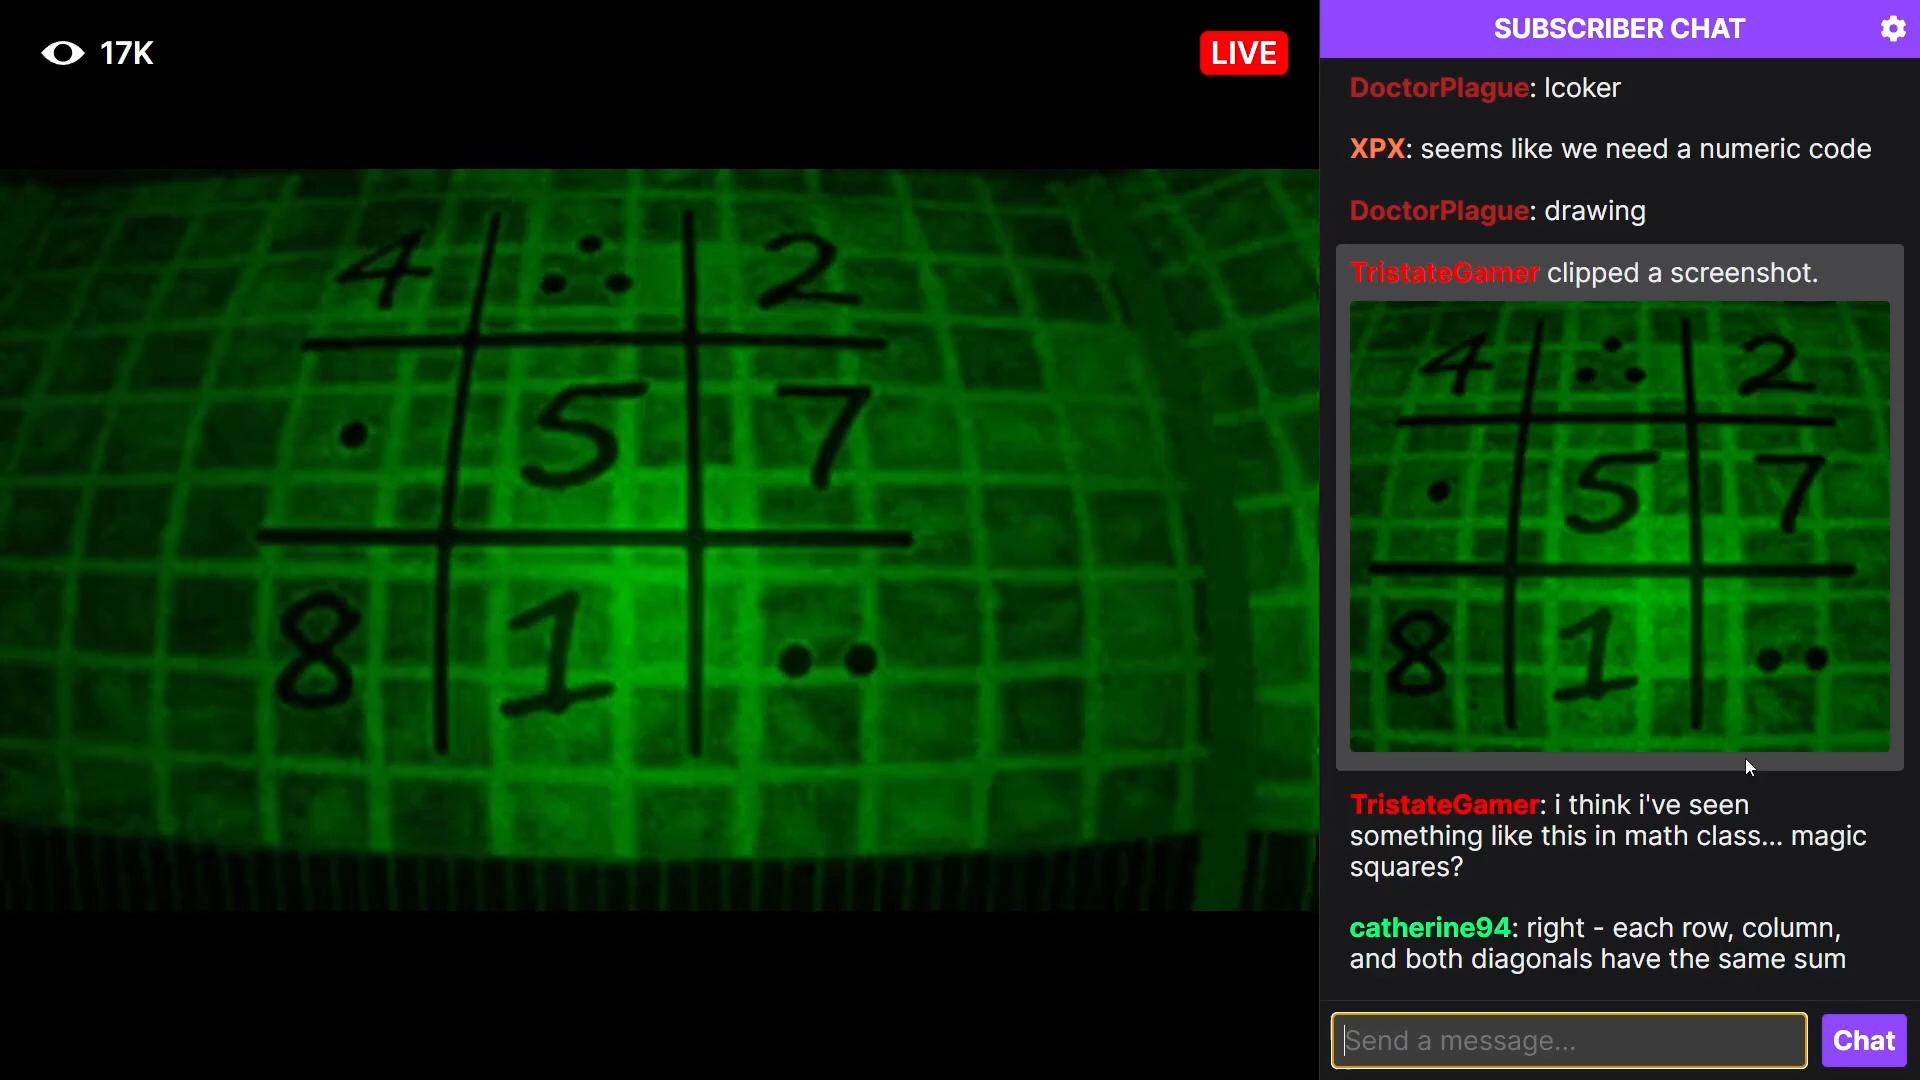 17K
LIVE
4 2
5 7
8 1
SUBSCRIBER CHAT
DoctorPlague: lcoker
XPX: seems like we need a numeric code
DoctorPlague: drawing
TristateGamer clipped a screenshot.
4 2
5 7
8 1
TristateGamer: i think i've seen
something like this in math class... magic
squares?
catherine94: right - each row, column,
and both diagonals have the same sum
Send a message...
Chat